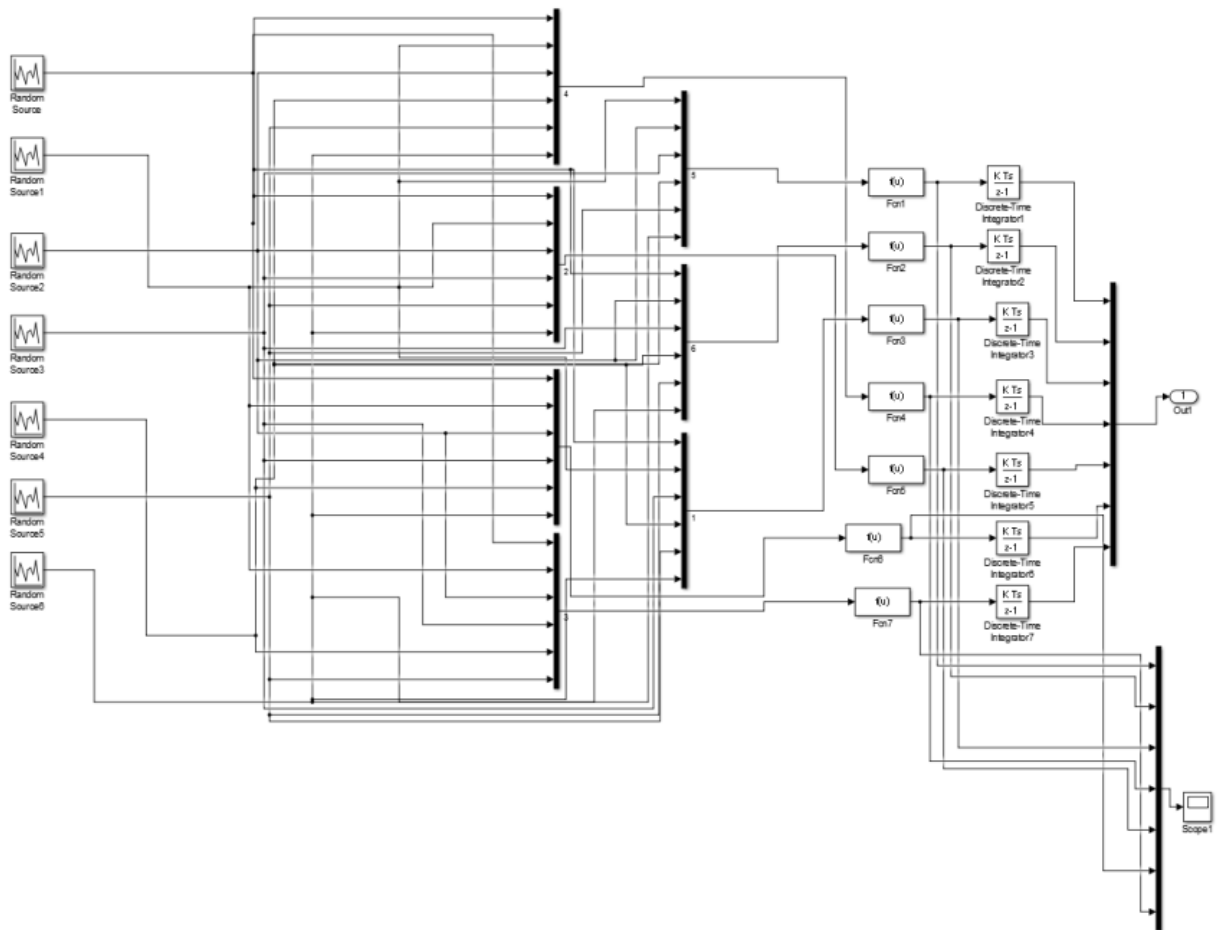 Random
Source
Random
Source1
Random
Source2
Random
Source3
Random
Source4
Random
Source5
Random
Source6
4
5
2
6
1
3
f(u)
Fcn1
f(u)
Fcn2
f(u)
Fcn3
f(u)
Fcn4
f(u)
Fcn5
f(u)
Fcn6
f(u)
Fcn7
K Ts
z-1
Discrete-Time
Integrator1
K Ts
z-1
Discrete-Time
Integrator2
K Ts
z-1
Discrete-Time
Integrator3
K Ts
z-1
Discrete-Time
Integrator4
K Ts
z-1
Discrete-Time
Integrator5
K Ts
z-1
Discrete-Time
Integrator6
K Ts
z-1
Discrete-Time
Integrator7
1
Out1
Scope1